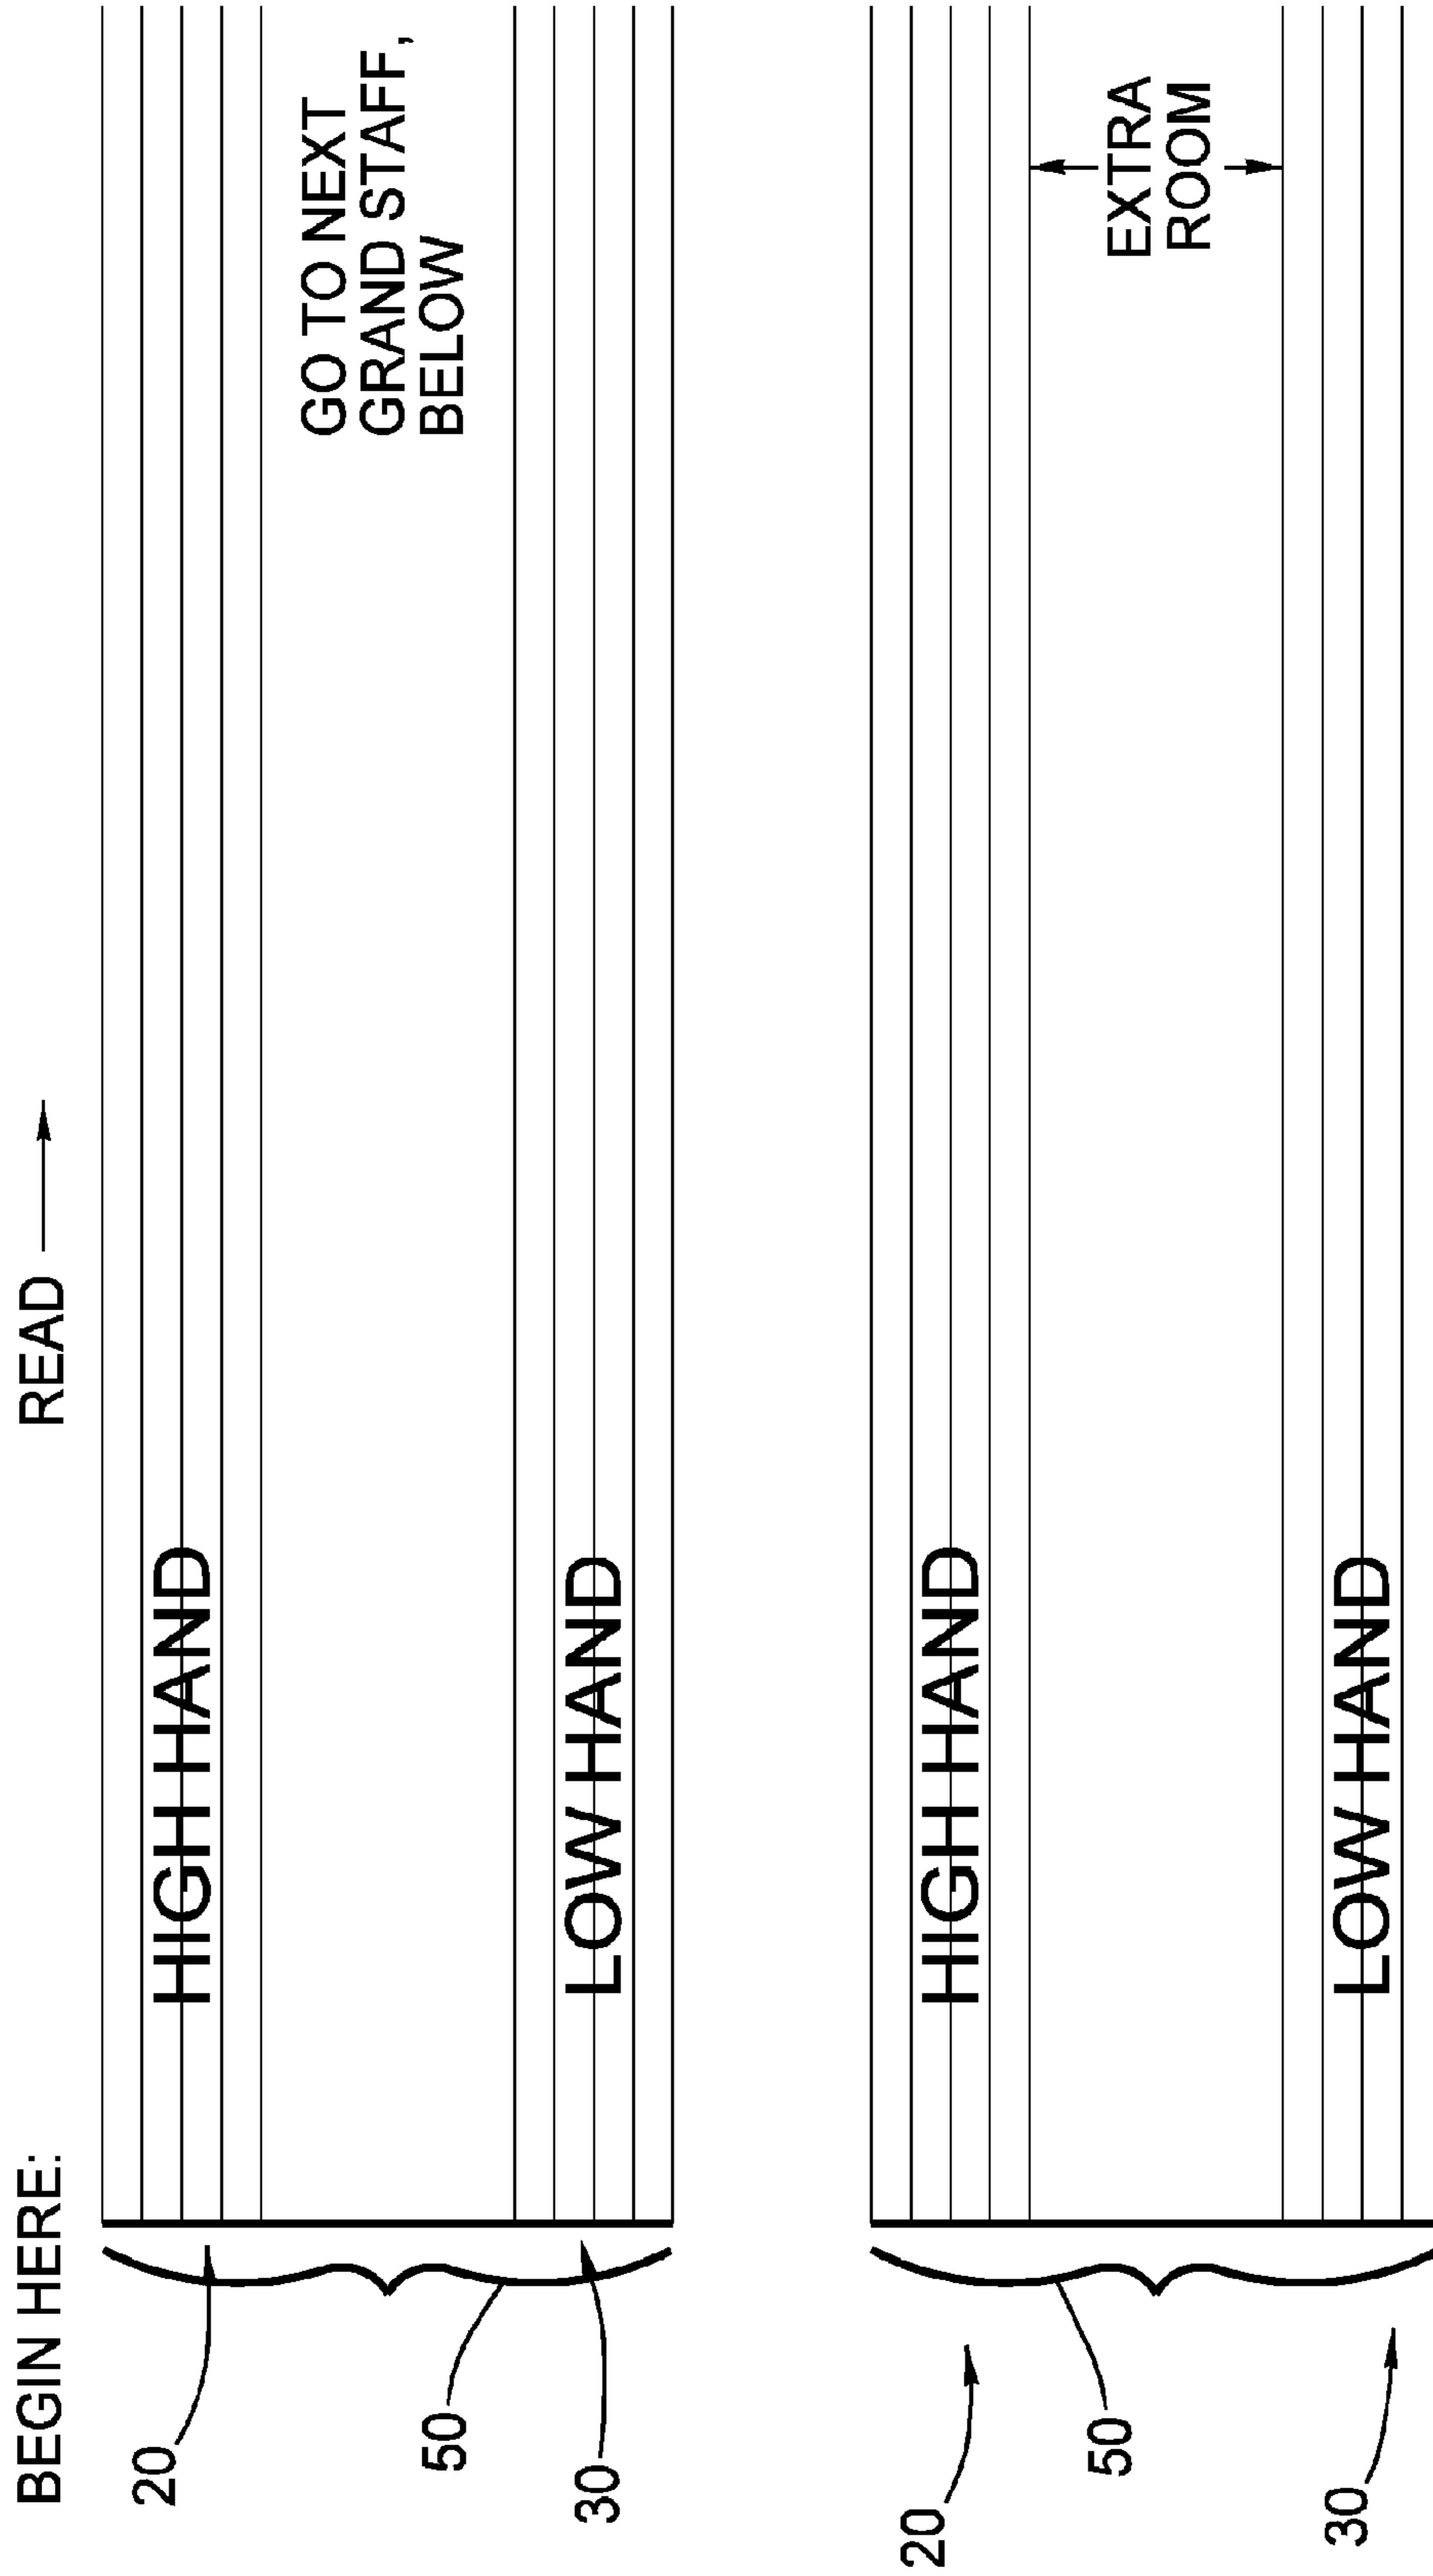 BEGIN HERE:
READ
20
HIGH HAND
GO TO NEXT
GRAND STAFF,
BELOW
50
LOW HAND
30
20
HIGH HAND
EXTRA
ROOM
50
LOW HAND
30